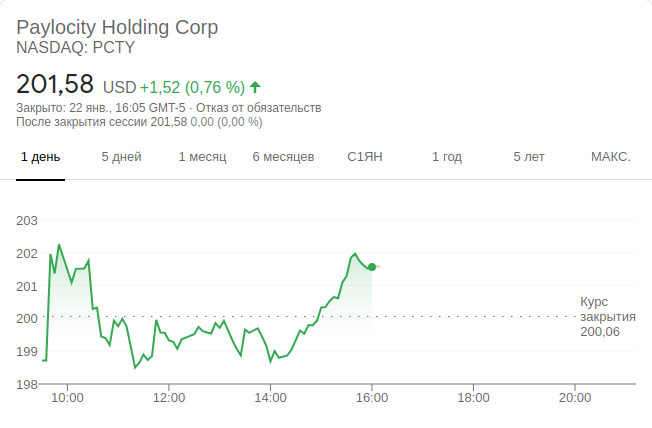 Paylocity Holding Corp
NASDAQ: PCTY
201,58 USD +1,52 (0,76 %)
Закрыто: 22 янв., 16:05 GMT-5 · Отказ от обязательств
После закрытия сессии 201,58 0,00 (0,00 %)
1 день 5 дней 1 месяц 6 месяцев С1ЯН 1 год 5 лет МАКС.
203
202
201
Курс
200 закрытия
200,06
199
198
10:00 12:00 14:00 16:00 18:00 20:00